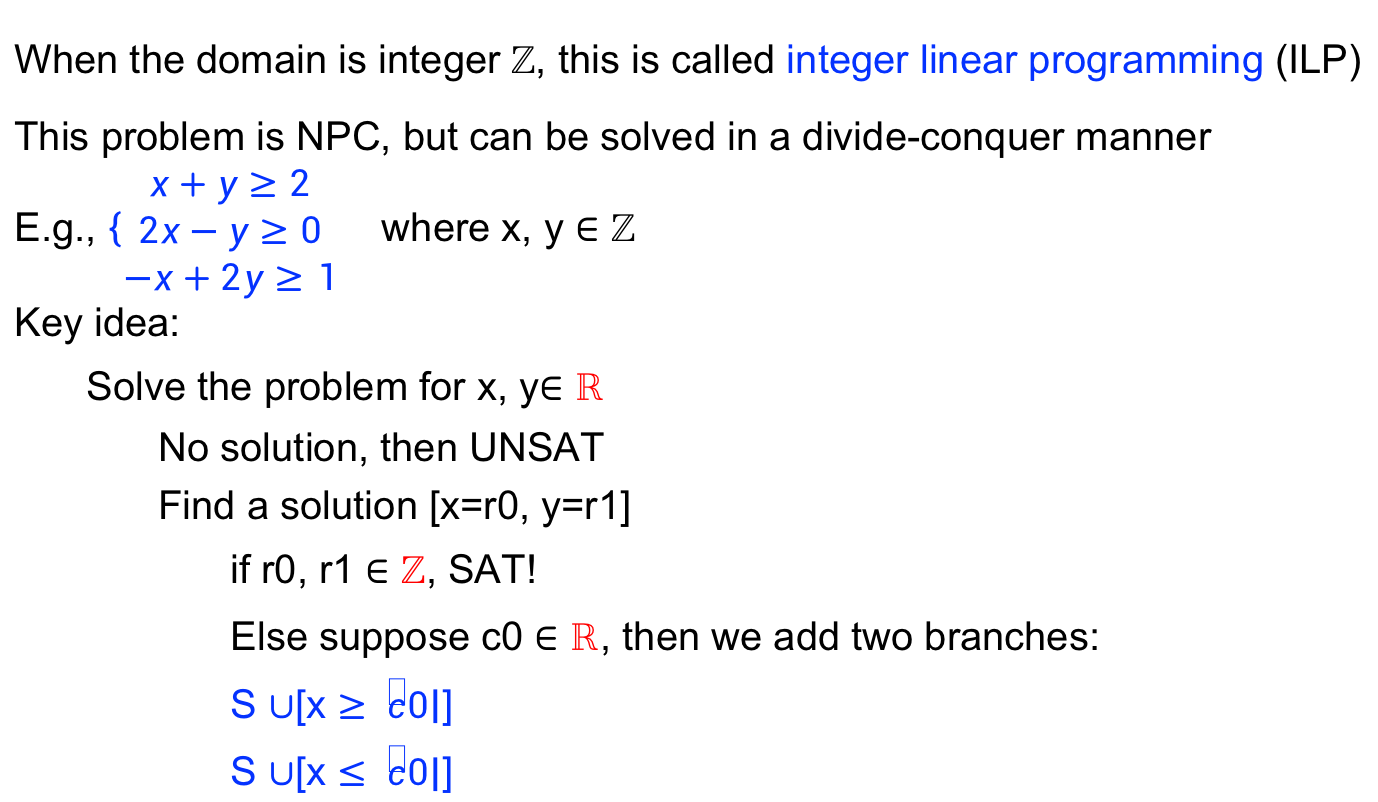 When the domain is integer ℤ, this is called integer linear programming (ILP)
This problem is NPC, but can be solved in a divide-conquer manner
x + y ≥ 2
E.g., { 2x − y ≥ 0 where x, y ∈ ℤ
−x + 2y ≥ 1
Key idea:
Solve the problem for x, y∈ ℝ
No solution, then UNSAT
Find a solution [x=r0, y=r1]
if r0, r1 ∈ ℤ, SAT!
Else suppose c0 ∈ ℝ, then we add two branches:
S ∪[x ≥ c0|]
S ∪[x ≤ c0|]